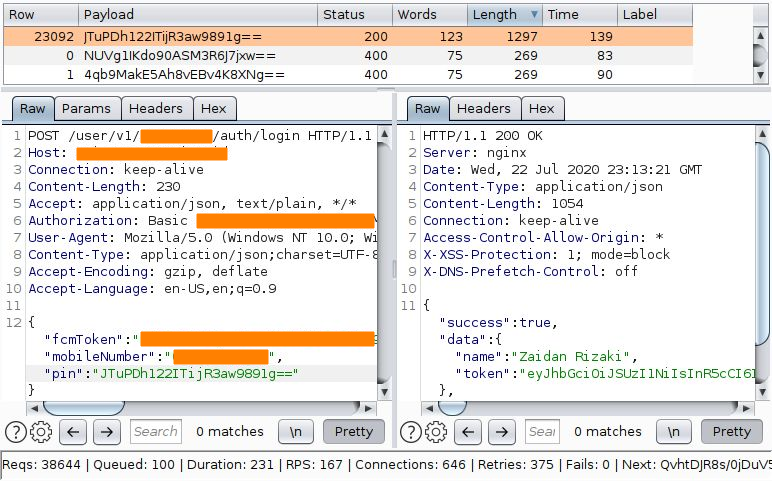 Row Payload Status Words Length Time Label
23092 JTuPDh122ITijR3aw9891g== 200 123 1297 139
0 NUVg1IKdo90ASM3R6J7jxw== 400 75 269 83
1 4qb9MakE5Ah8vEBv4K8XNg== 400 75 269 90
Raw Params Headers Hex
1 POST /user/v1/ /auth/login HTTP/1.1
2 Host:
3 Connection: keep-alive
4 Content-Length: 230
5 Accept: application/json, text/plain, */*
6 Authorization: Basic
7 User-Agent: Mozilla/5.0 (Windows NT 10.0; Wi
8 Content-Type: application/json;charset=UTF-8
9 Accept-Encoding: gzip, deflate
10 Accept-Language: en-US,en;q=0.9
11
12 {
"fcmToken":"
"mobileNumber":" ",
"pin":"JTuPDh122ITijR3aw9891g=="
}
? Search 0 matches \n Pretty
Raw Headers Hex
1 HTTP/1.1 200 OK
2 Server: nginx
3 Date: Wed, 22 Jul 2020 23:13:21 GMT
4 Content-Type: application/json
5 Content-Length: 1054
6 Connection: keep-alive
7 Access-Control-Allow-Origin: *
8 X-XSS-Protection: 1; mode=block
9 X-DNS-Prefetch-Control: off
10
11 {
"success":true,
"data":{
"name":"Zaidan Rizaki",
"token":"eyJhbGciOiJSUzI1NiIsInR5cCI6I
},
? Sear 0 matches \n Pretty
Reqs: 38644 | Queued: 100 | Duration: 231 | RPS: 167 | Connections: 646 | Retries: 375 | Fails: 0 | Next: QvhtDJR8s/0jDuV5